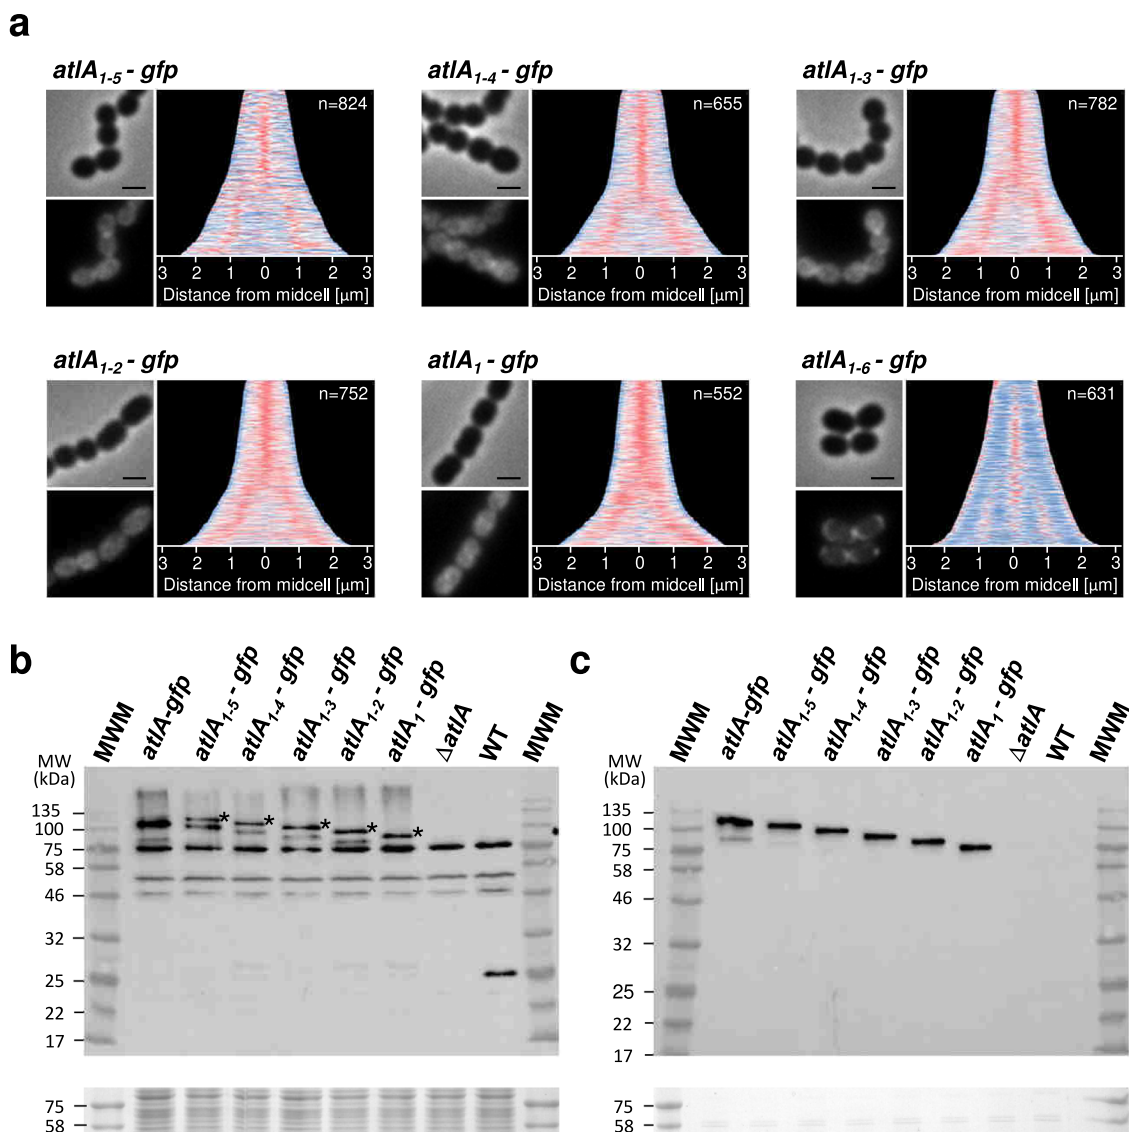 a
atlA1-5 - gfp
atlA1-4 - gfp
atlA1-3 - gfp
n=824
n=655
n=782
3 2 1 0 1 2 3
3 2 1 0 1 2 3
3 2 1 0 1 2 3
Distance from midcell [µm]
Distance from midcell [µm]
Distance from midcell [µm]
atlA1-2 - gfp
atlA1 - gfp
atlA1-6 - gfp
n=752
n=552
n=631
3 2 1 0 1 2 3
3 2 1 0 1 2 3
3 2 1 0 1 2 3
Distance from midcell [µm]
Distance from midcell [µm]
Distance from midcell [µm]
b
MWM
atlA-gfp
atlA1-5 - gfp
atlA1-4 - gfp
atlA1-3 - gfp
atlA1-2 - gfp
atlA1 - gfp
ΔatlA
WT
MWM
MW
(kDa)
135
100
75
58
46
32
25
22
17
* * * * *
75
58
c
MWM
atlA-gfp
atlA1-5 - gfp
atlA1-4 - gfp
atlA1-3 - gfp
atlA1-2 - gfp
atlA1 - gfp
ΔatlA
WT
MWM
MW
(kDa)
135
100
75
58
46
32
25
22
17
75
58